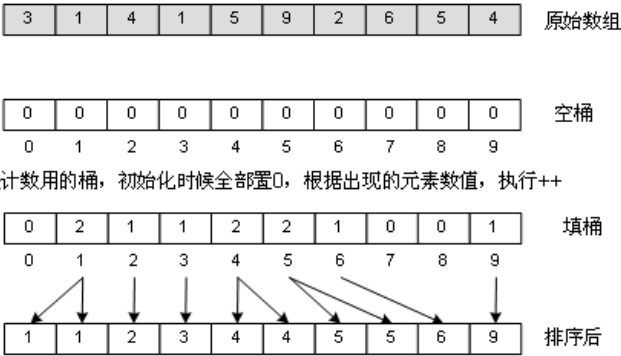 3 1 4 1 5 9 2 6 5 4 原始数组
0 0 0 0 0 0 0 0 0 0 空桶
0 1 2 3 4 5 6 7 8 9
计数用的桶，初始化时候全部置0，根据出现的元素数值，执行++
0 2 1 1 2 2 1 0 0 1 填桶
0 1 2 3 4 5 6 7 8 9
1 1 2 3 4 4 5 5 6 9 排序后